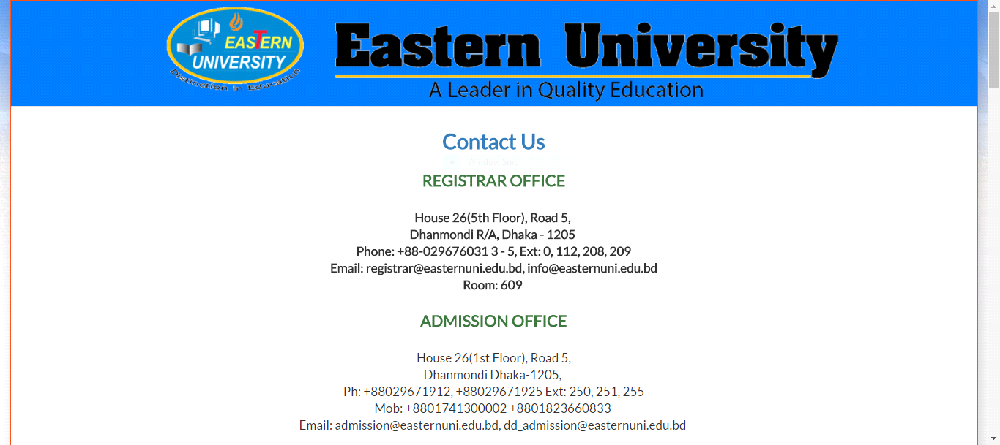 EASTERN
UNIVERSITY
Distinction in Education
Eastern University
A Leader in Quality Education
Contact Us
Window Snip
REGISTRAR OFFICE
House 26(5th Floor), Road 5,
Dhanmondi R/A, Dhaka - 1205
Phone: +88-029676031 3 - 5, Ext: 0, 112, 208, 209
Email: registrar@easternuni.edu.bd, info@easternuni.edu.bd
Room: 609
ADMISSION OFFICE
House 26(1st Floor), Road 5,
Dhanmondi Dhaka-1205,
Ph: +88029671912, +88029671925 Ext: 250, 251, 255
Mob: +8801741300002 +8801823660833
Email: admission@easternuni.edu.bd, dd_admission@easternuni.edu.bd